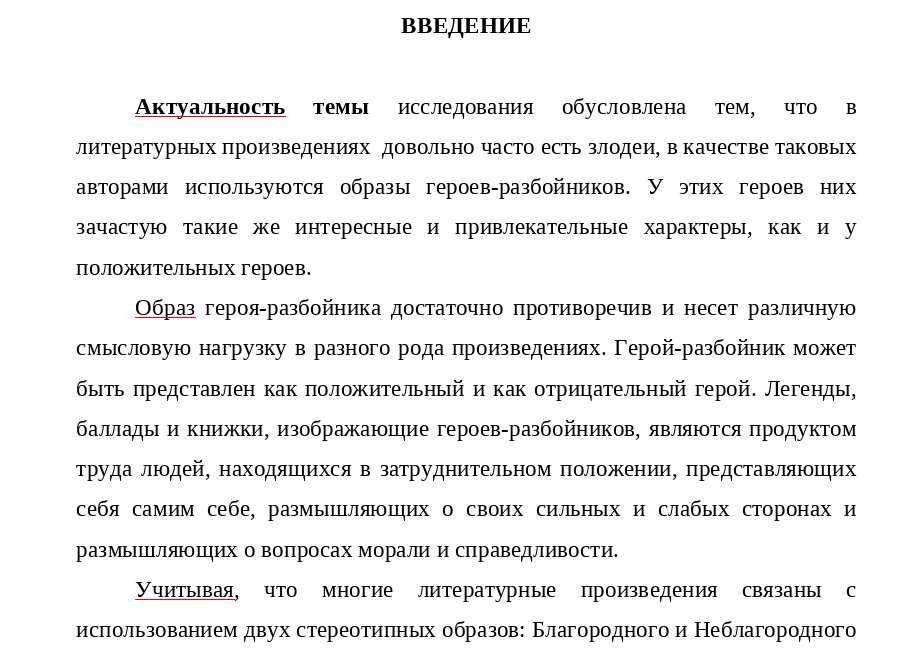 ВВЕДЕНИЕ
Актуальность темы исследования обусловлена тем, что в
литературных произведениях  довольно часто есть злодеи, в качестве таковых
авторами используются образы героев-разбойников. У этих героев них
зачастую такие же интересные и привлекательные характеры, как и у
положительных героев.
Образ героя-разбойника достаточно противоречив и несет различную
смысловую нагрузку в разного рода произведениях. Герой-разбойник может
быть представлен как положительный и как отрицательный герой. Легенды,
баллады и книжки, изображающие героев-разбойников, являются продуктом
труда людей, находящихся в затруднительном положении, представляющих
себя самим себе, размышляющих о своих сильных и слабых сторонах и
размышляющих о вопросах морали и справедливости.
Учитывая, что многие литературные произведения связаны с
использованием двух стереотипных образов: Благородного и Неблагородного